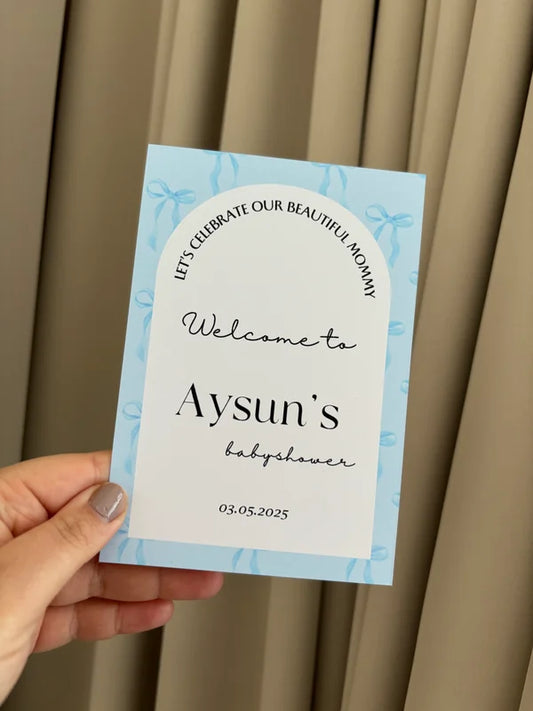 LET'S CELEBRATE OUR BEAUTIFUL MOMMY
Welcome to
Aysun's
babyshower
03.05.2025